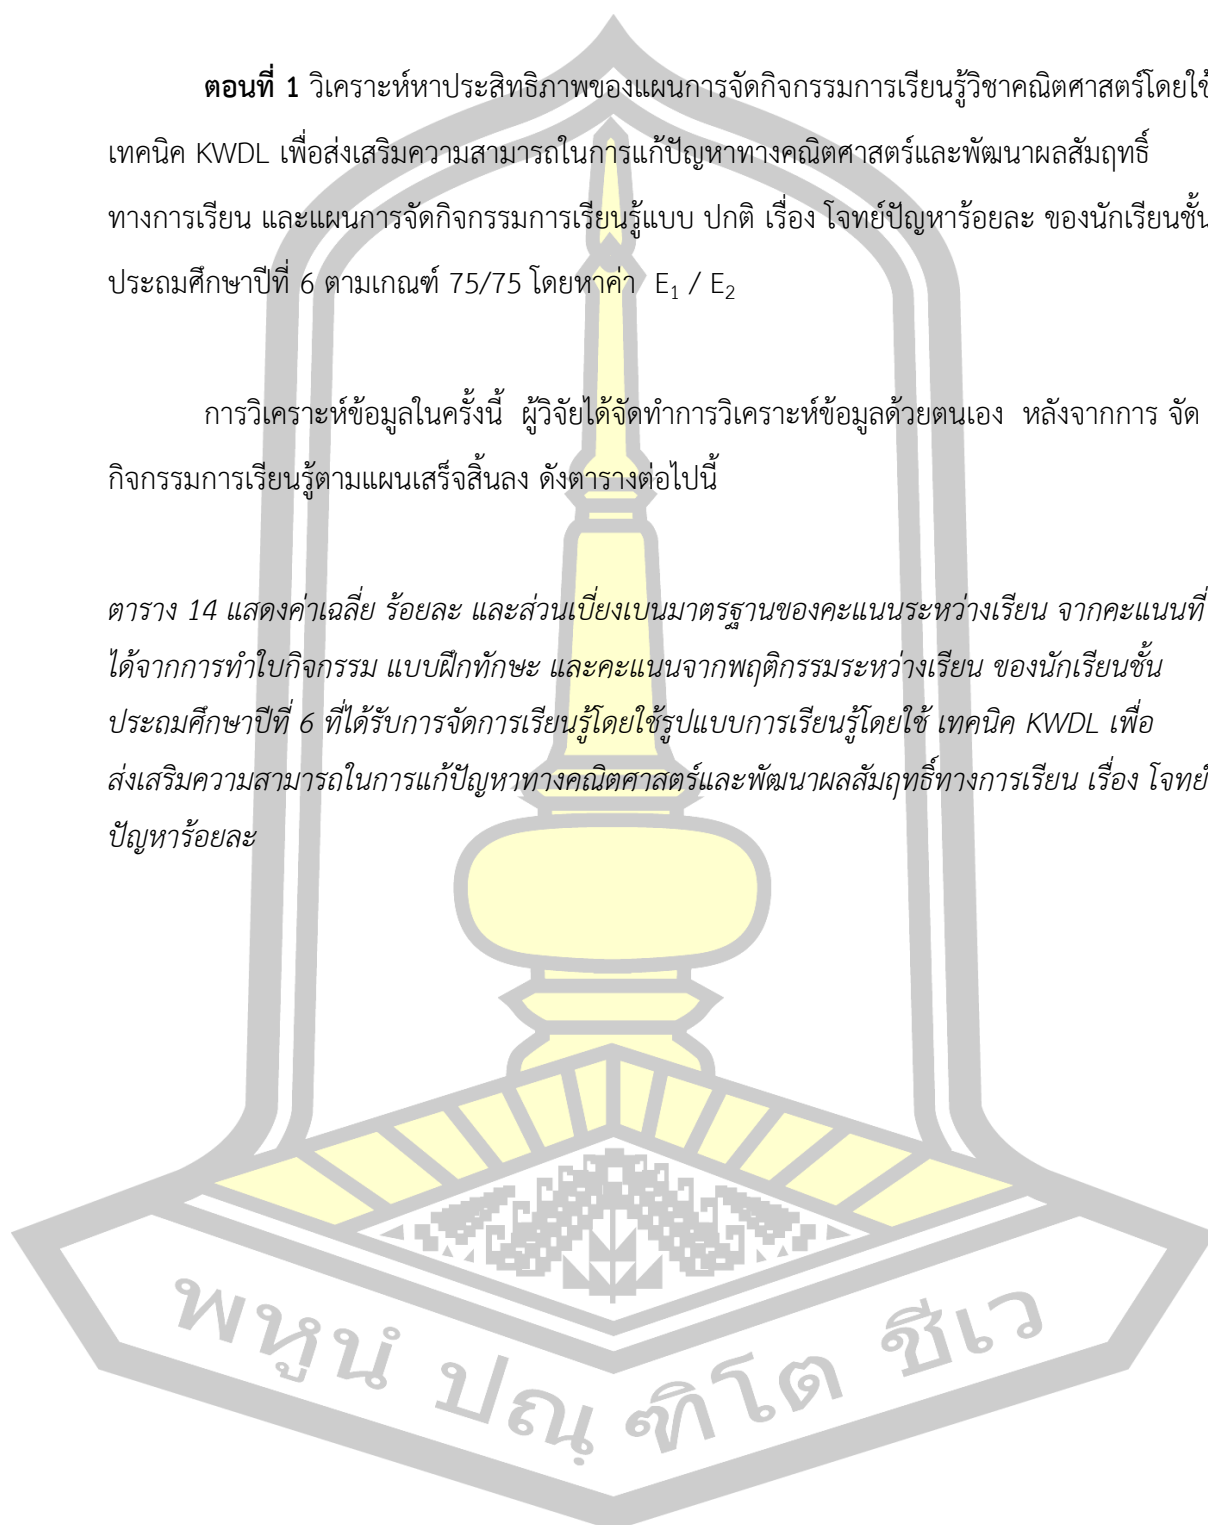 ตอนที่ 1 วิเคราะห์หาประสิทธิภาพของแผนการจัดกิจกรรมการเรียนรู้วิชาคณิตศาสตร์โดยใช้
เทคนิค KWDL เพื่อส่งเสริมความสามารถในการแก้ปัญหาทางคณิตศาสตร์และพัฒนาผลสัมฤทธิ์
ทางการเรียน และแผนการจัดกิจกรรมการเรียนรู้แบบ ปกติ เรื่อง โจทย์ปัญหาร้อยละ ของนักเรียนชั้น
ประถมศึกษาปีที่ 6 ตามเกณฑ์ 75/75 โดยหาค่า E₁ / E₂
การวิเคราะห์ข้อมูลในครั้งนี้ ผู้วิจัยได้จัดทำการวิเคราะห์ข้อมูลด้วยตนเอง หลังจากการ จัด
กิจกรรมการเรียนรู้ตามแผนเสร็จสิ้นลง ดังตารางต่อไปนี้
ตาราง 14 แสดงค่าเฉลี่ย ร้อยละ และส่วนเบี่ยงเบนมาตรฐานของคะแนนระหว่างเรียน จากคะแนนที่
ได้จากการทำใบกิจกรรม แบบฝึกทักษะ และคะแนนจากพฤติกรรมระหว่างเรียน ของนักเรียนชั้น
ประถมศึกษาปีที่ 6 ที่ได้รับการจัดการเรียนรู้โดยใช้รูปแบบการเรียนรู้โดยใช้ เทคนิค KWDL เพื่อ
ส่งเสริมความสามารถในการแก้ปัญหาทางคณิตศาสตร์และพัฒนาผลสัมฤทธิ์ทางการเรียน เรื่อง โจทย์
ปัญหาร้อยละ
พหูนํ ปณฺฑิโต ชีเว